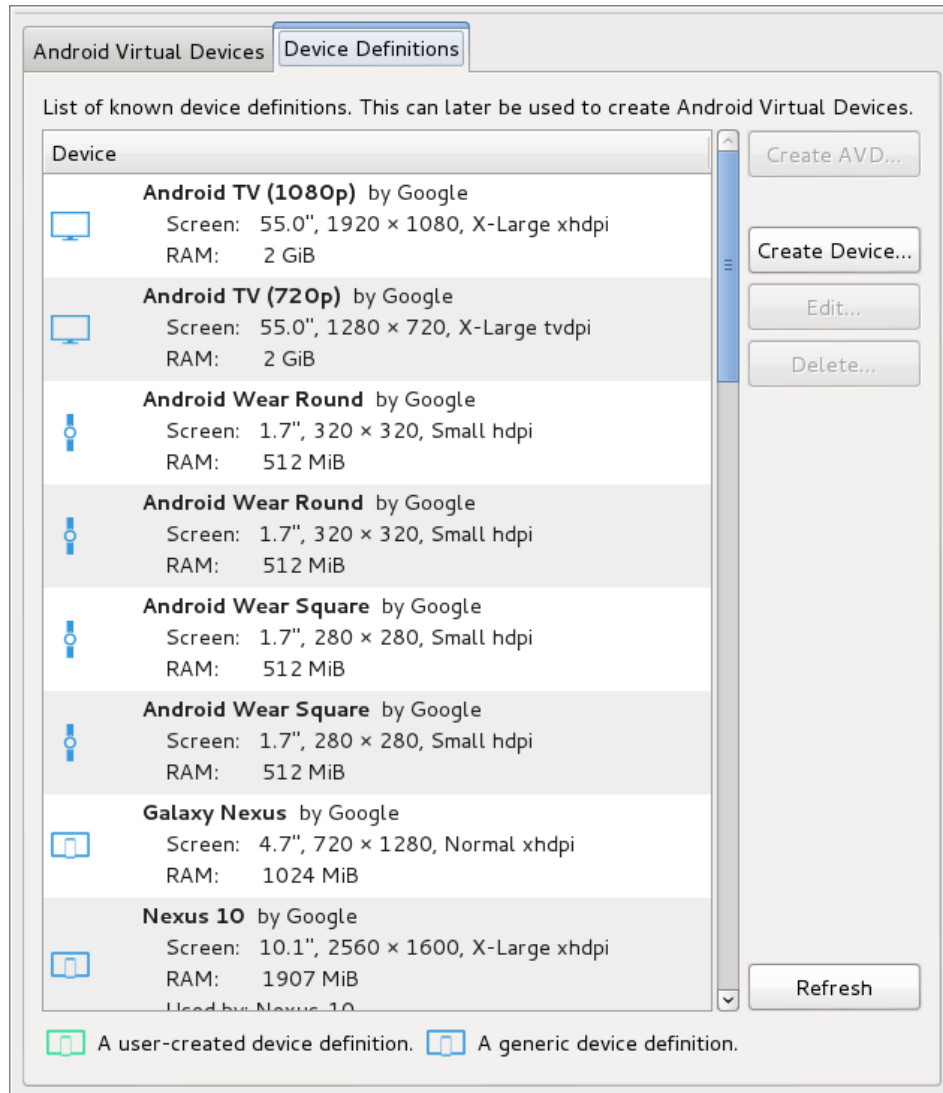 Android Virtual Devices
Device Definitions
List of known device definitions. This can later be used to create Android Virtual Devices.
Device
Create AVD...
Android TV (1080p) by Google
Screen: 55.0", 1920 × 1080, X-Large xhdpi
RAM: 2 GiB
Create Device...
Android TV (720p) by Google
Screen: 55.0", 1280 × 720, X-Large tvdpi
RAM: 2 GiB
Edit...
Delete...
Android Wear Round by Google
Screen: 1.7", 320 × 320, Small hdpi
RAM: 512 MiB
Android Wear Round by Google
Screen: 1.7", 320 × 320, Small hdpi
RAM: 512 MiB
Android Wear Square by Google
Screen: 1.7", 280 × 280, Small hdpi
RAM: 512 MiB
Android Wear Square by Google
Screen: 1.7", 280 × 280, Small hdpi
RAM: 512 MiB
Galaxy Nexus by Google
Screen: 4.7", 720 × 1280, Normal xhdpi
RAM: 1024 MiB
Nexus 10 by Google
Screen: 10.1", 2560 × 1600, X-Large xhdpi
RAM: 1907 MiB
Used by: Nexus_10
Refresh
A user-created device definition.
A generic device definition.